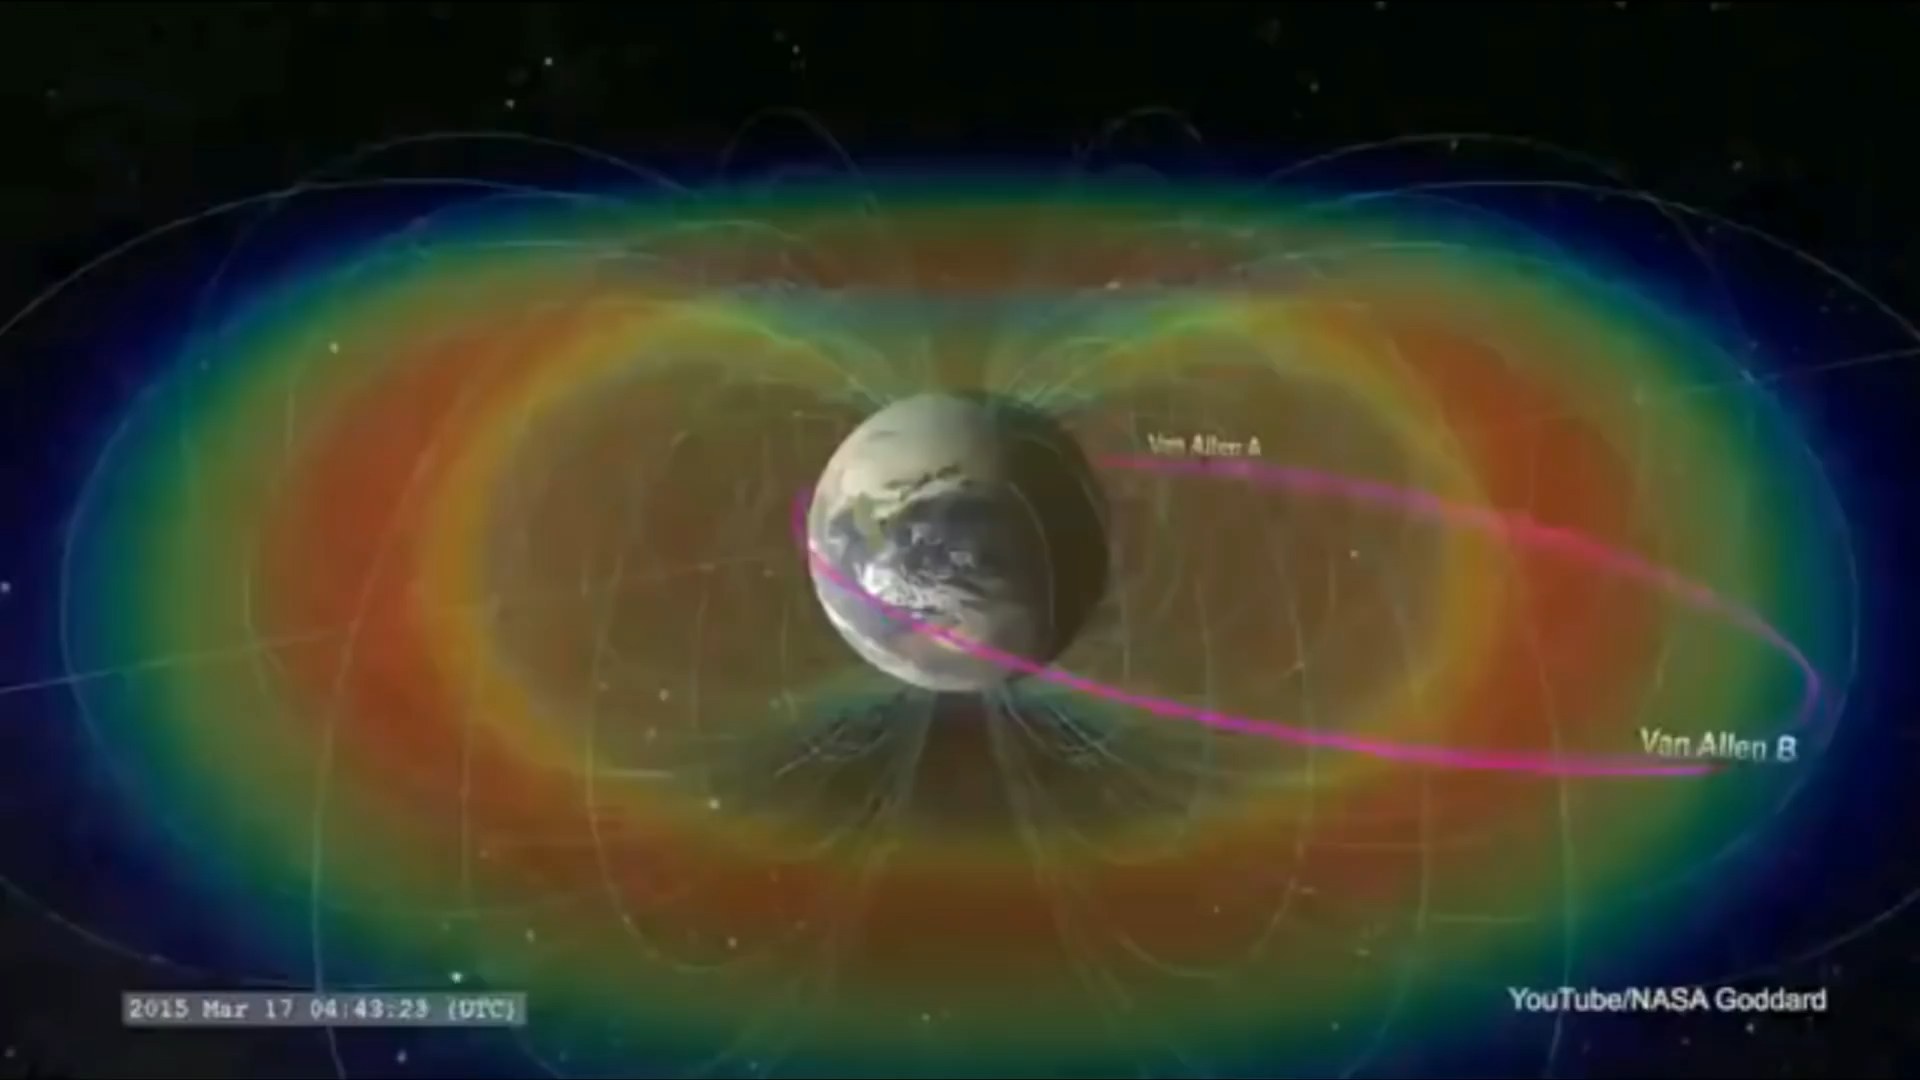 Van Allen A
Van Allen B
2015 Mar 17 04:43:23 (UTC)
YouTube/NASA Goddard